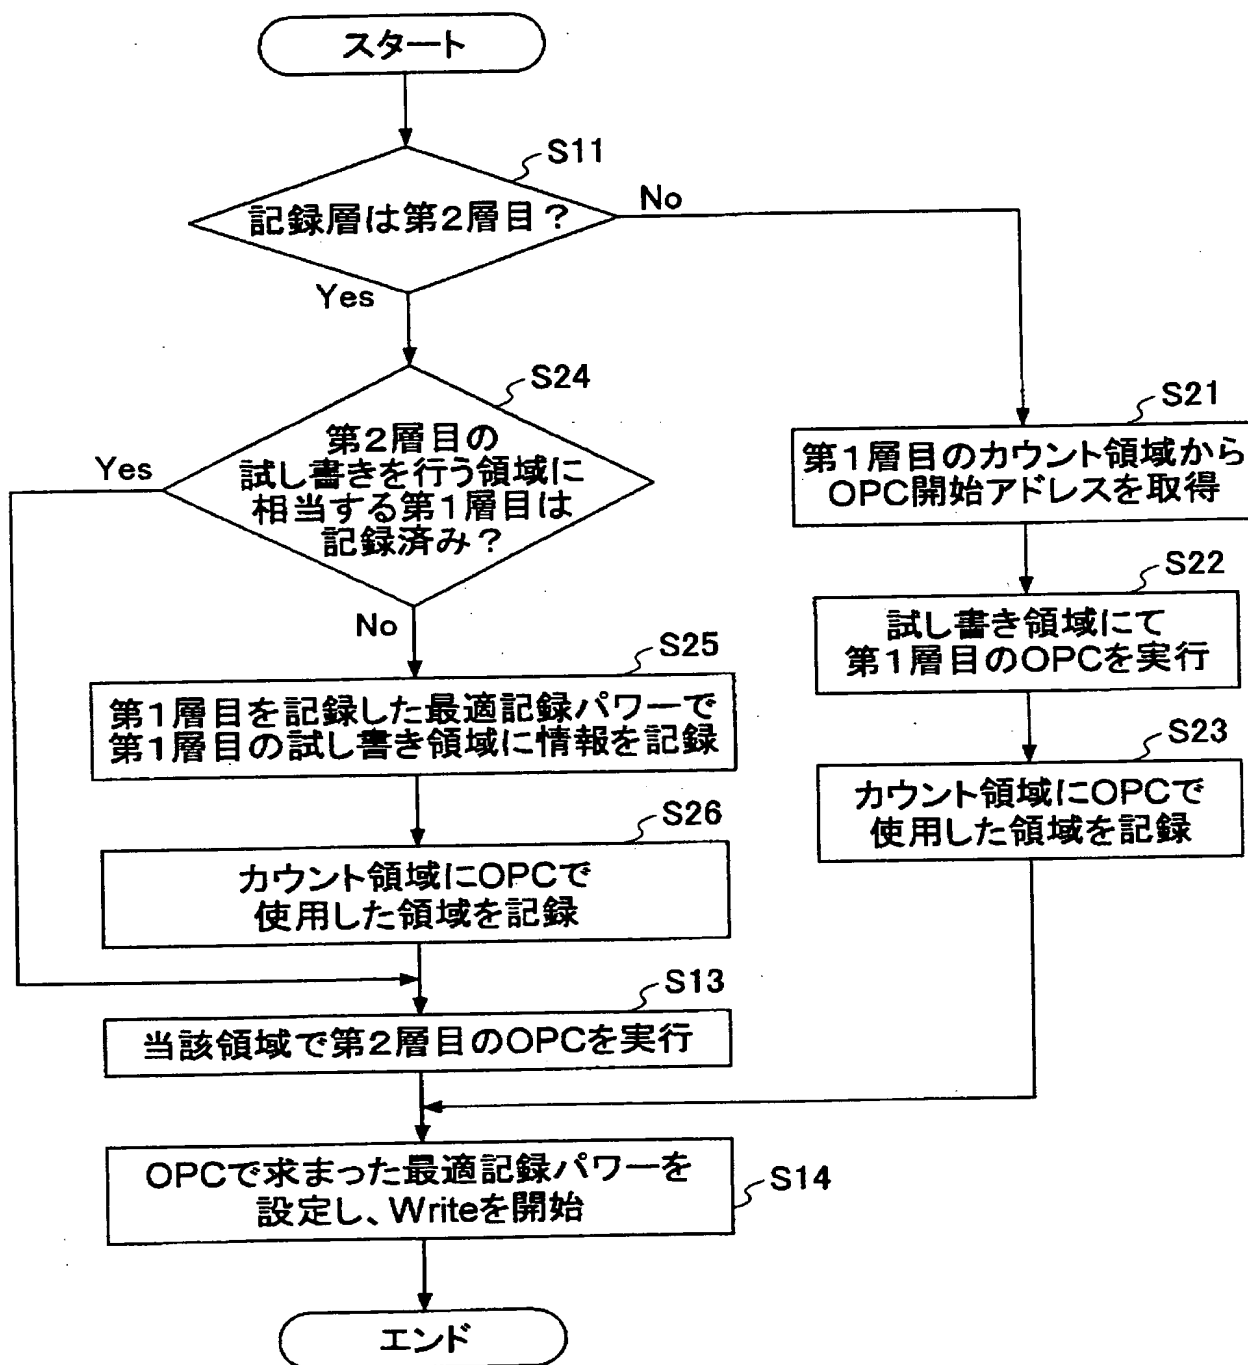 スタート
S11
記録層は第2層目?
No
Yes
S24
第2層目の
試し書きを行う領域に
相当する第1層目は
記録済み?
Yes
No
S21
第1層目のカウント領域から
OPC開始アドレスを取得
S22
試し書き領域にて
第1層目のOPCを実行
S23
カウント領域にOPCで
使用した領域を記録
S25
第1層目を記録した最適記録パワーで
第1層目の試し書き領域に情報を記録
S26
カウント領域にOPCで
使用した領域を記録
S13
当該領域で第2層目のOPCを実行
S14
OPCで求まった最適記録パワーを
設定し、Writeを開始
エンド